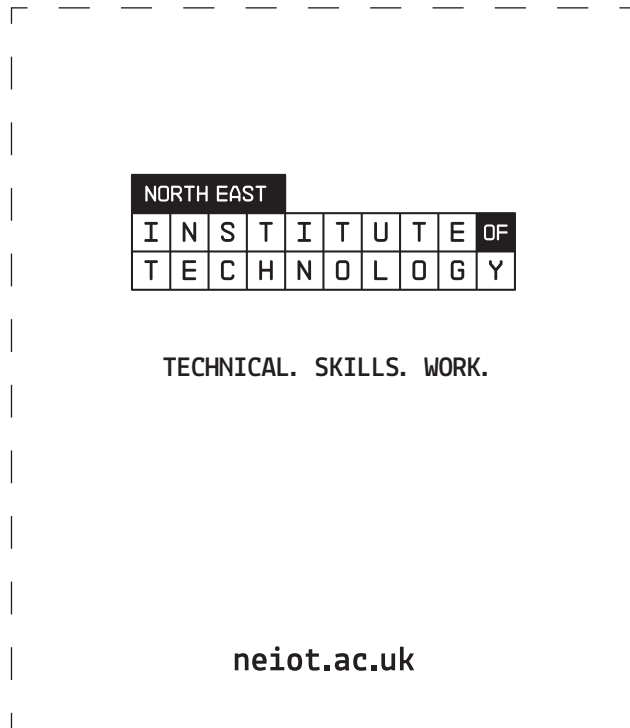 NORTH EAST
INSTITUTE OF
TECHNOLOGY
TECHNICAL. SKILLS. WORK.
neiot.ac.uk